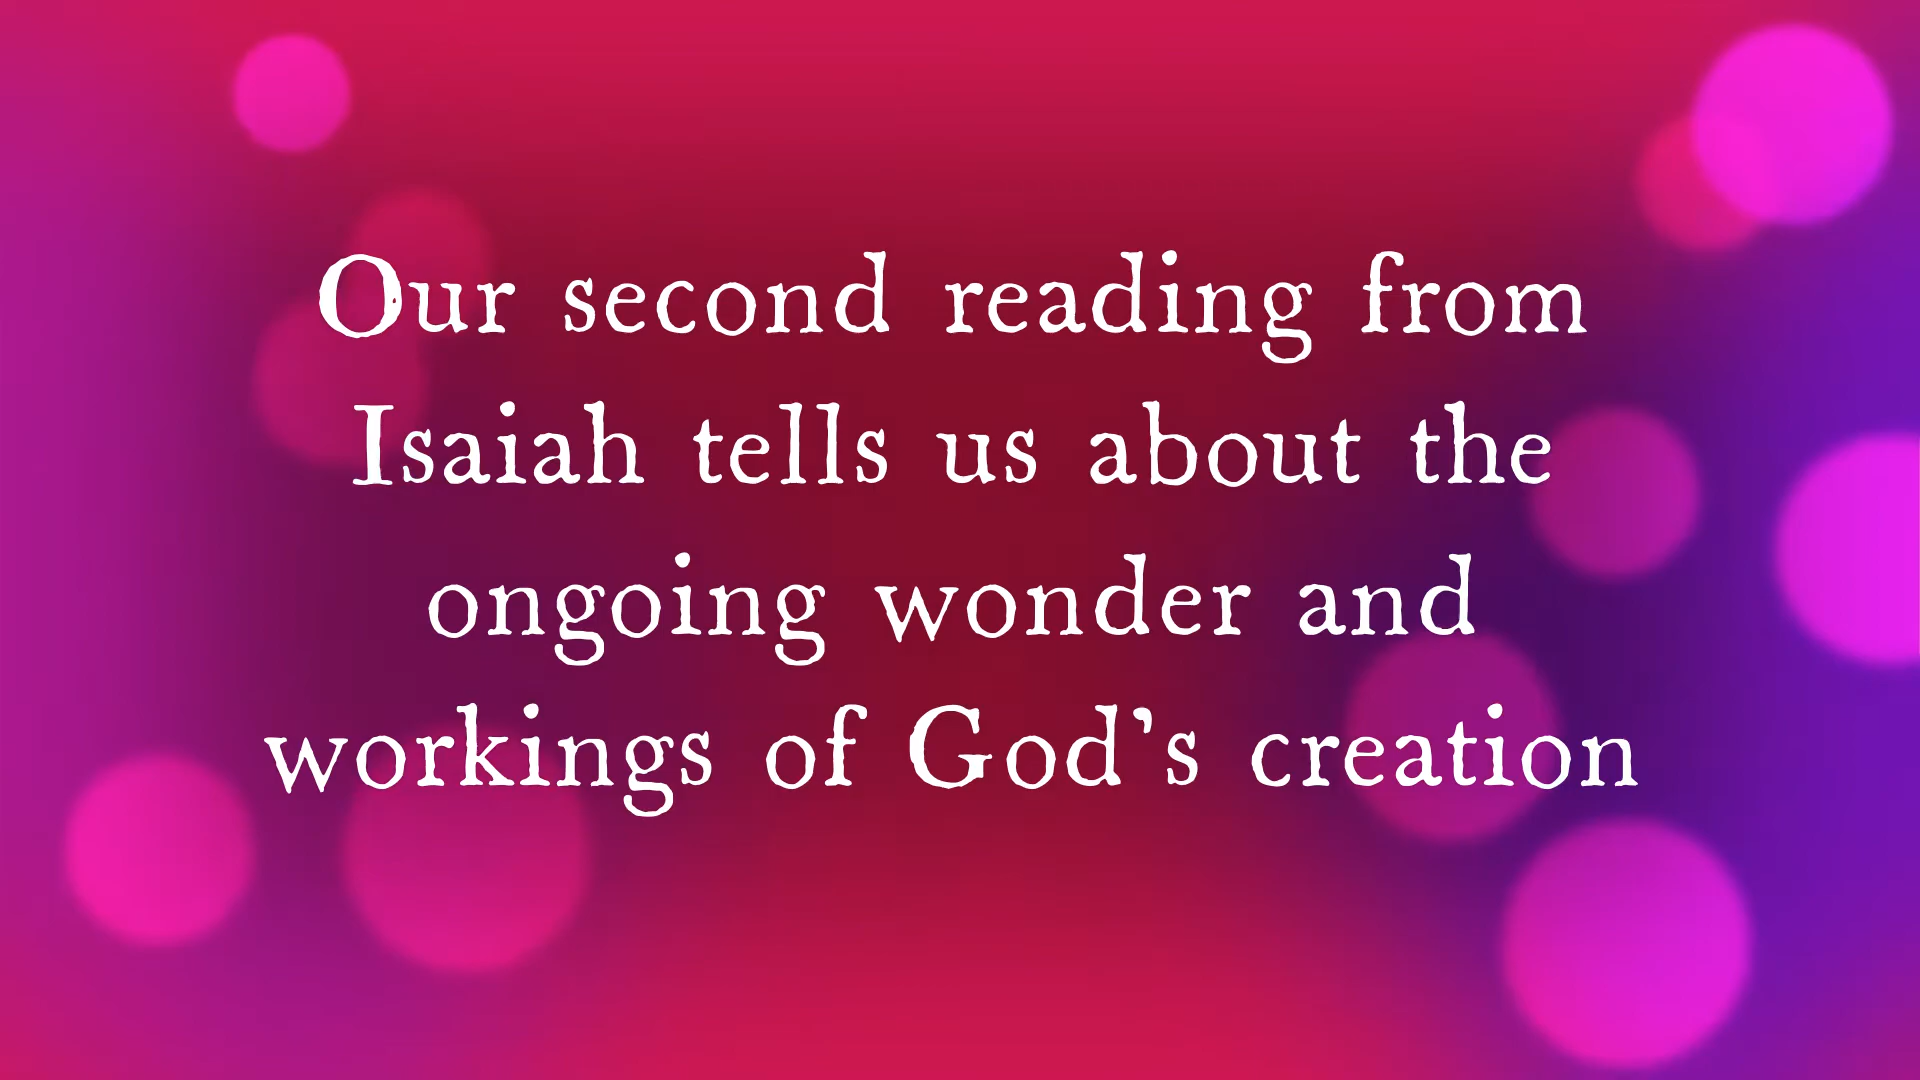 Our second reading from
Isaiah tells us about the
ongoing wonder and
workings of God’s creation